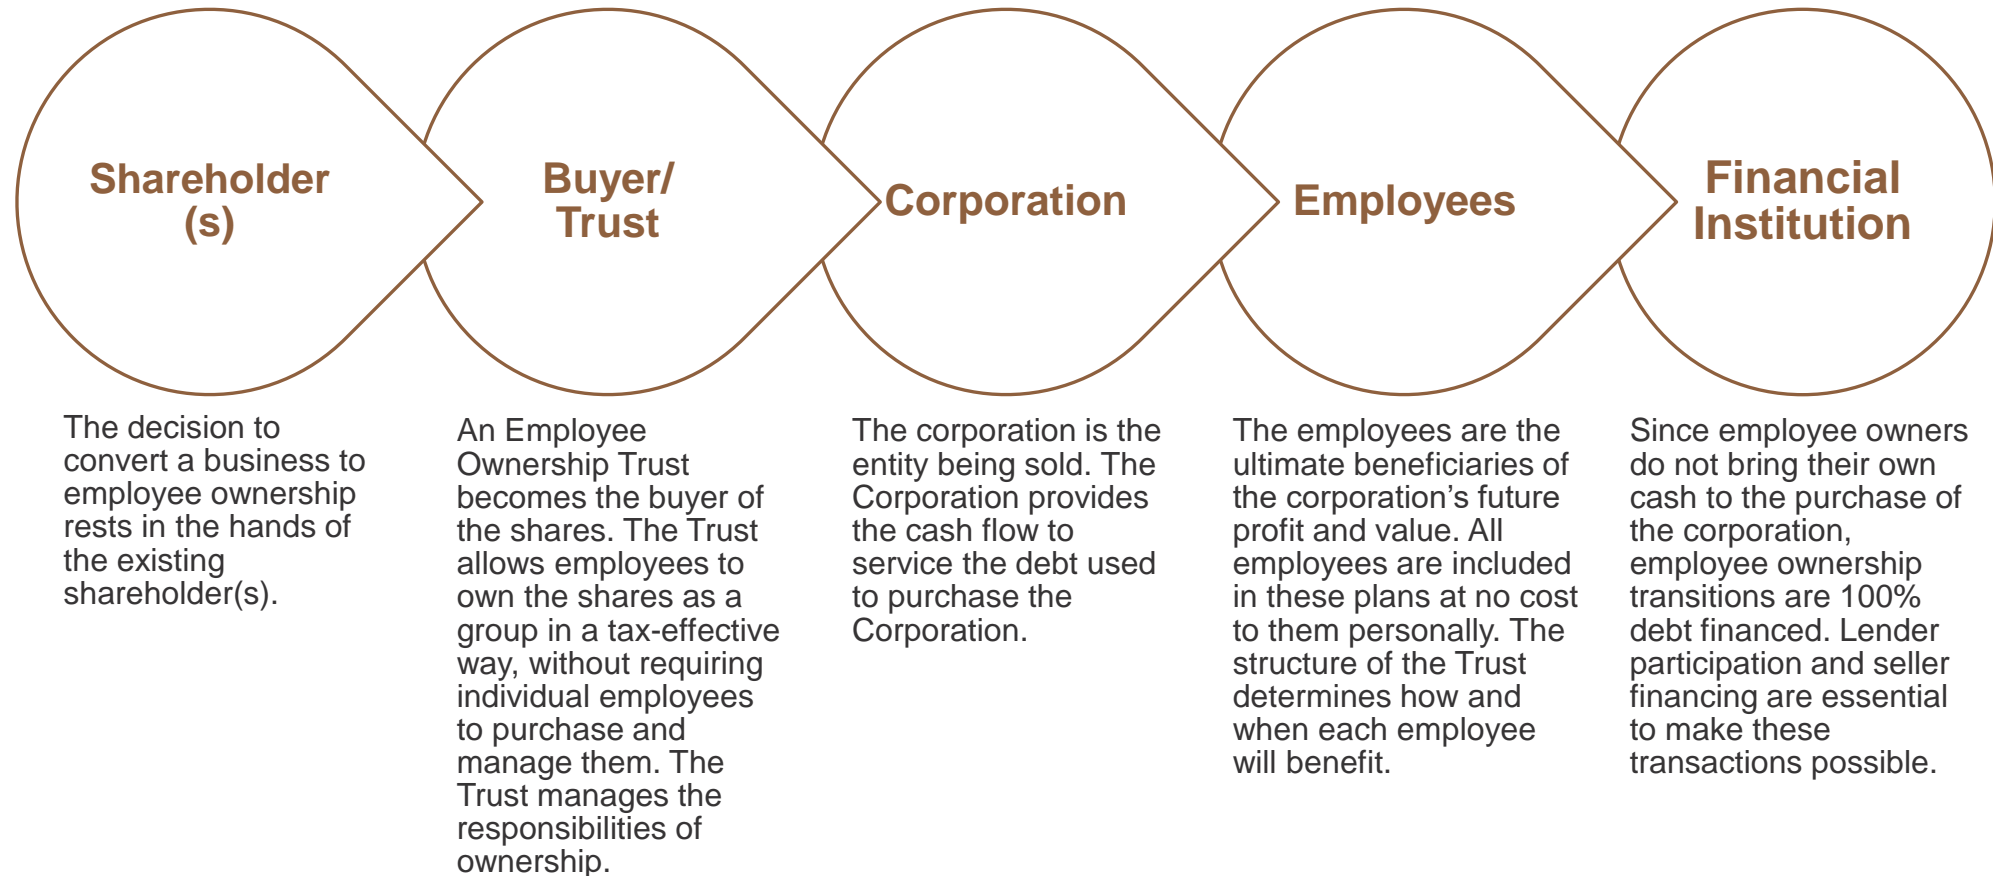 Shareholder
(s)
Buyer/
Trust
Corporation
Employees
Financial
Institution
The decision to
convert a business to
employee ownership
rests in the hands of
the existing
shareholder(s).
An Employee
Ownership Trust
becomes the buyer of
the shares. The Trust
allows employees to
own the shares as a
group in a tax-effective
way, without requiring
individual employees
to purchase and
manage them. The
Trust manages the
responsibilities of
ownership.
The corporation is the
entity being sold. The
Corporation provides
the cash flow to
service the debt used
to purchase the
Corporation.
The employees are the
ultimate beneficiaries of
the corporation’s future
profit and value. All
employees are included
in these plans at no cost
to them personally. The
structure of the Trust
determines how and
when each employee
will benefit.
Since employee owners
do not bring their own
cash to the purchase of
the corporation,
employee ownership
transitions are 100%
debt financed. Lender
participation and seller
financing are essential
to make these
transactions possible.